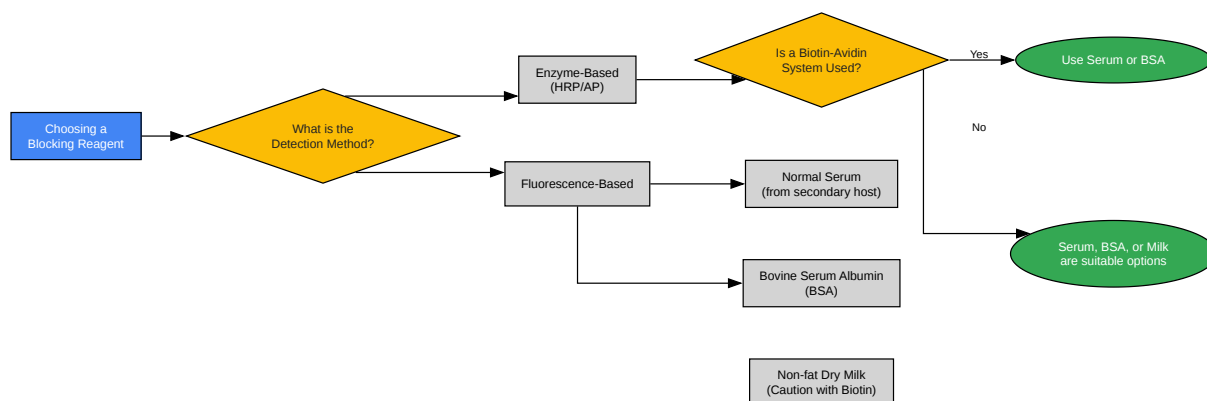 Choosing a
Blocking Reagent
What is the
Detection Method?
Enzyme-Based
(HRP/AP)
Fluorescence-Based
Is a Biotin-Avidin
System Used?
Normal Serum
(from secondary host)
Bovine Serum Albumin
(BSA)
Non-fat Dry Milk
(Caution with Biotin)
Yes
No
Use Serum or BSA
Serum, BSA, or Milk
are suitable options